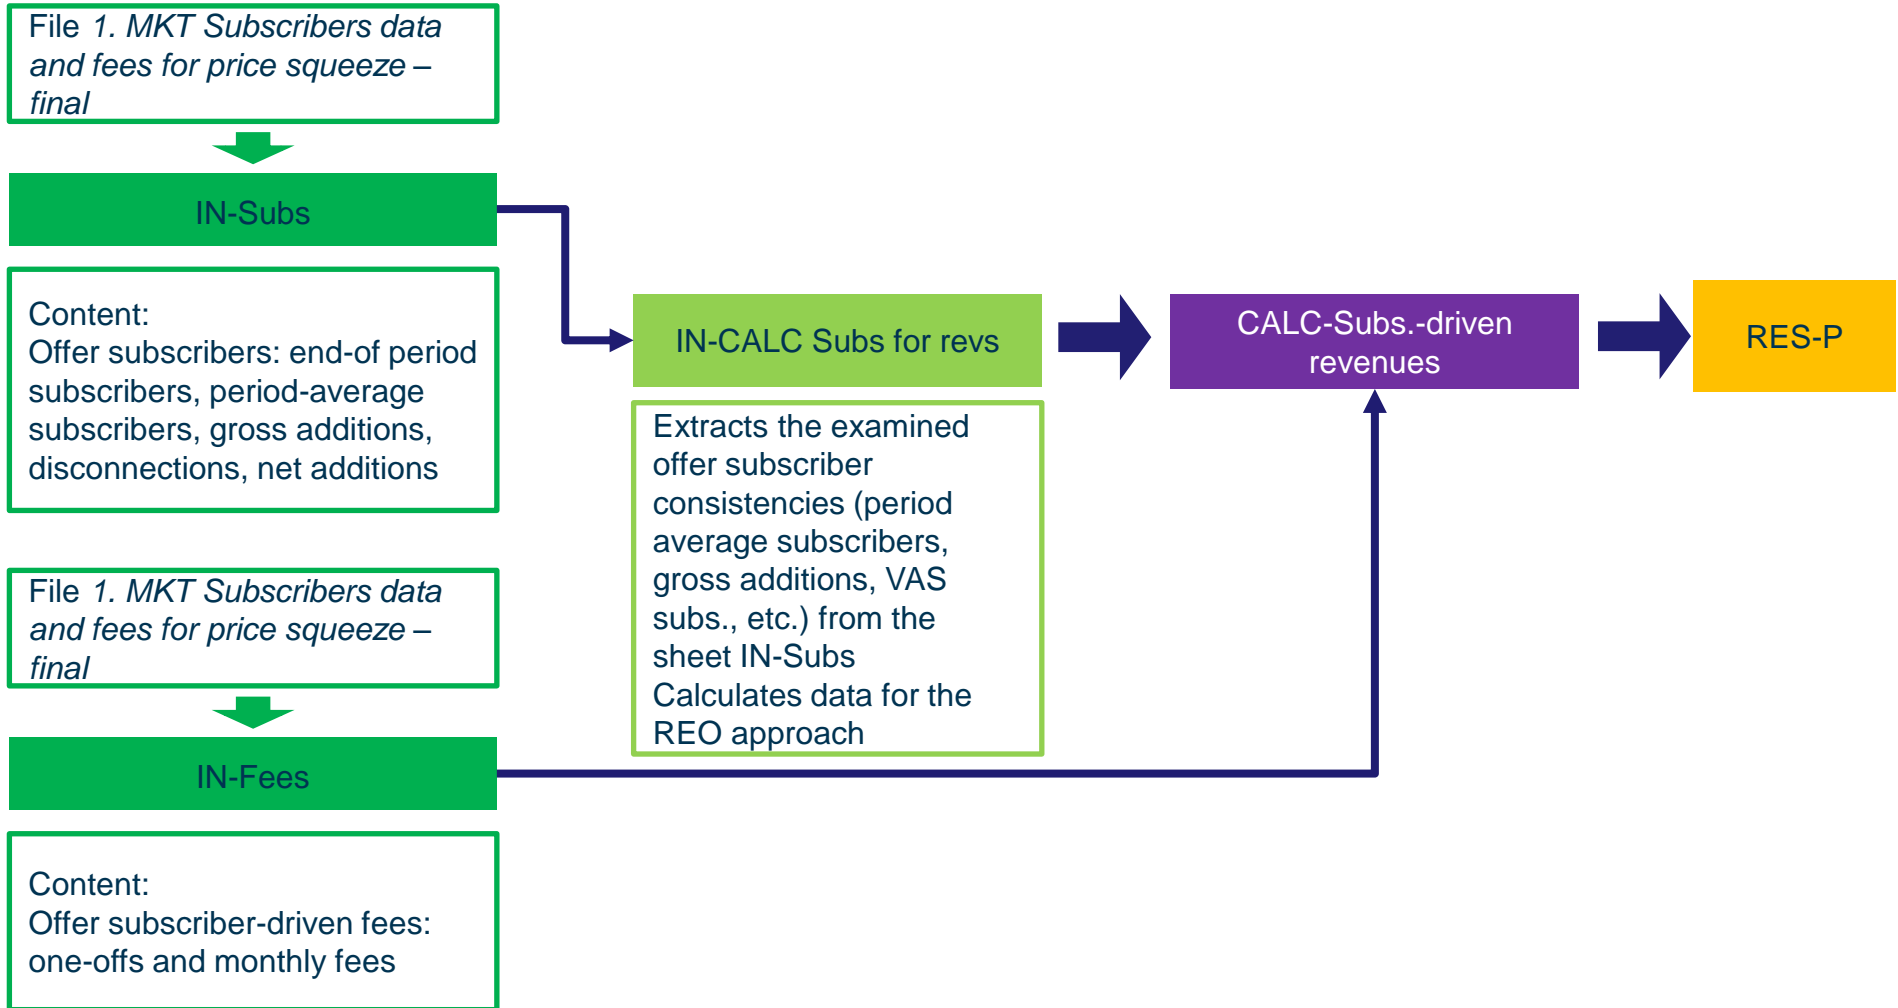 File 1. MKT Subscribers data
and fees for price squeeze –
final
IN-Subs
Content:
Offer subscribers: end-of period
subscribers, period-average
subscribers, gross additions,
disconnections, net additions
File 1. MKT Subscribers data
and fees for price squeeze –
final
IN-Fees
Content:
Offer subscriber-driven fees:
one-offs and monthly fees
IN-CALC Subs for revs
Extracts the examined
offer subscriber
consistencies (period
average subscribers,
gross additions, VAS
subs., etc.) from the
sheet IN-Subs
Calculates data for the
REO approach
CALC-Subs.-driven
revenues
RES-P